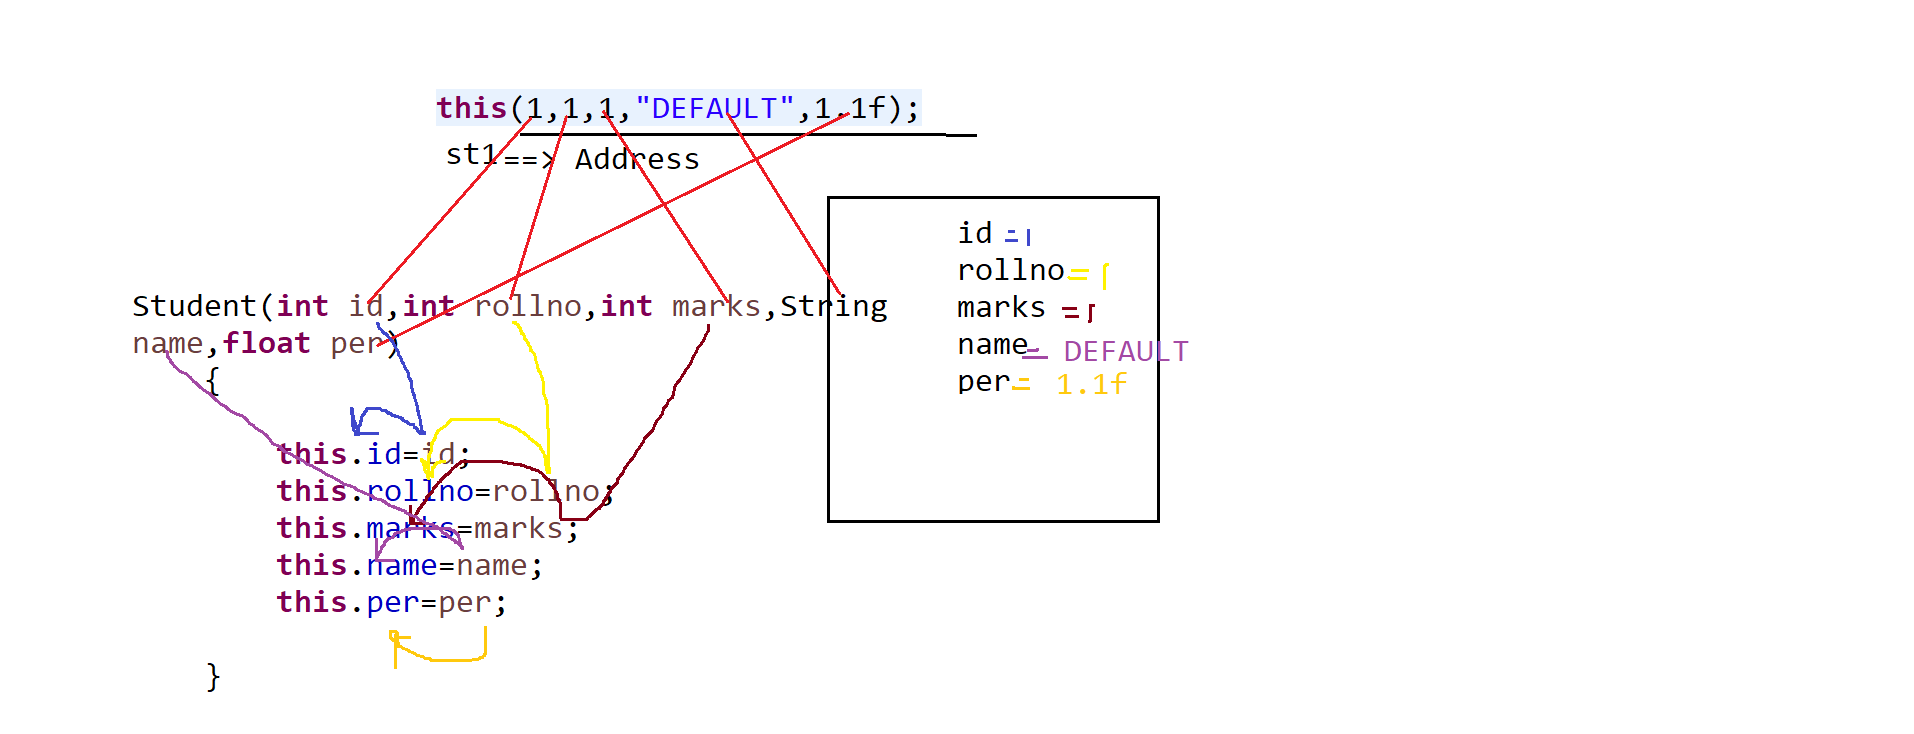 this(1,1,1,"DEFAULT",1.1f);
st1==> Address
id = 1
rollno = 1
marks = 1
name= DEFAULT
per= 1.1f
Student(int id,int rollno,int marks,String
name,float per)
{
this.id=id;
this.rollno=rollno;
this.marks=marks;
this.name=name;
this.per=per;
}